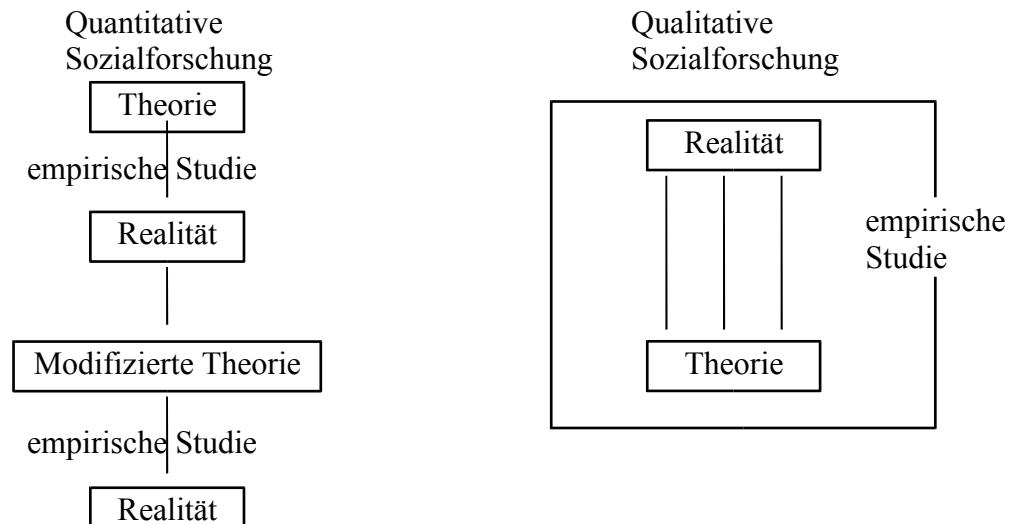 Quantitative
Sozialforschung
Theorie
empirische Studie
Realität
Modifizierte Theorie
empirische Studie
Realität
Qualitative
Sozialforschung
Realität
empirische
Studie
Theorie